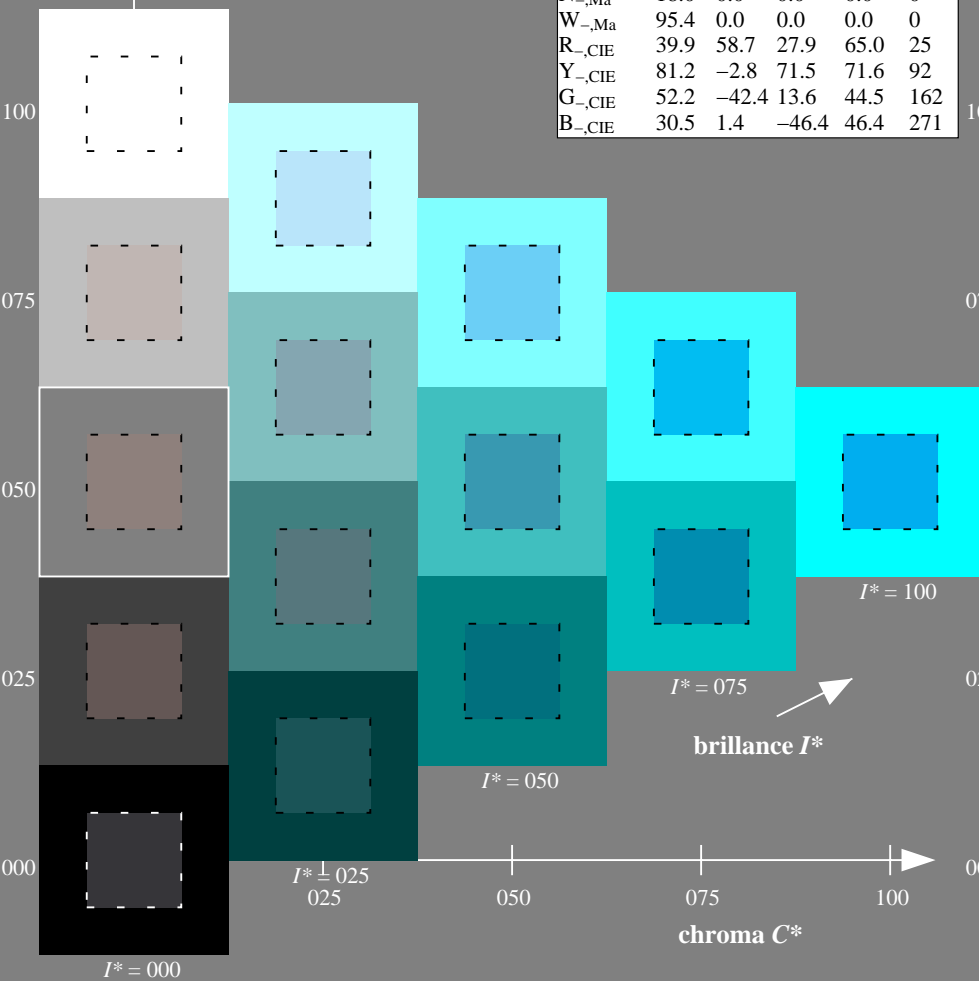 W–,Ma 95.4 0.0 0.0 0.0 0
R–,CIE 39.9 58.7 27.9 65.0 25
Y–,CIE 81.2 –2.8 71.5 71.6 92
G–,CIE 52.2 –42.4 13.6 44.5 162
B–,CIE 30.5 1.4 –46.4 46.4 271
100
075
050
025
000
I* = 100
I* = 075
brillance I*
I* = 050
I* = 025
025 050 075 100
chroma C*
I* = 000